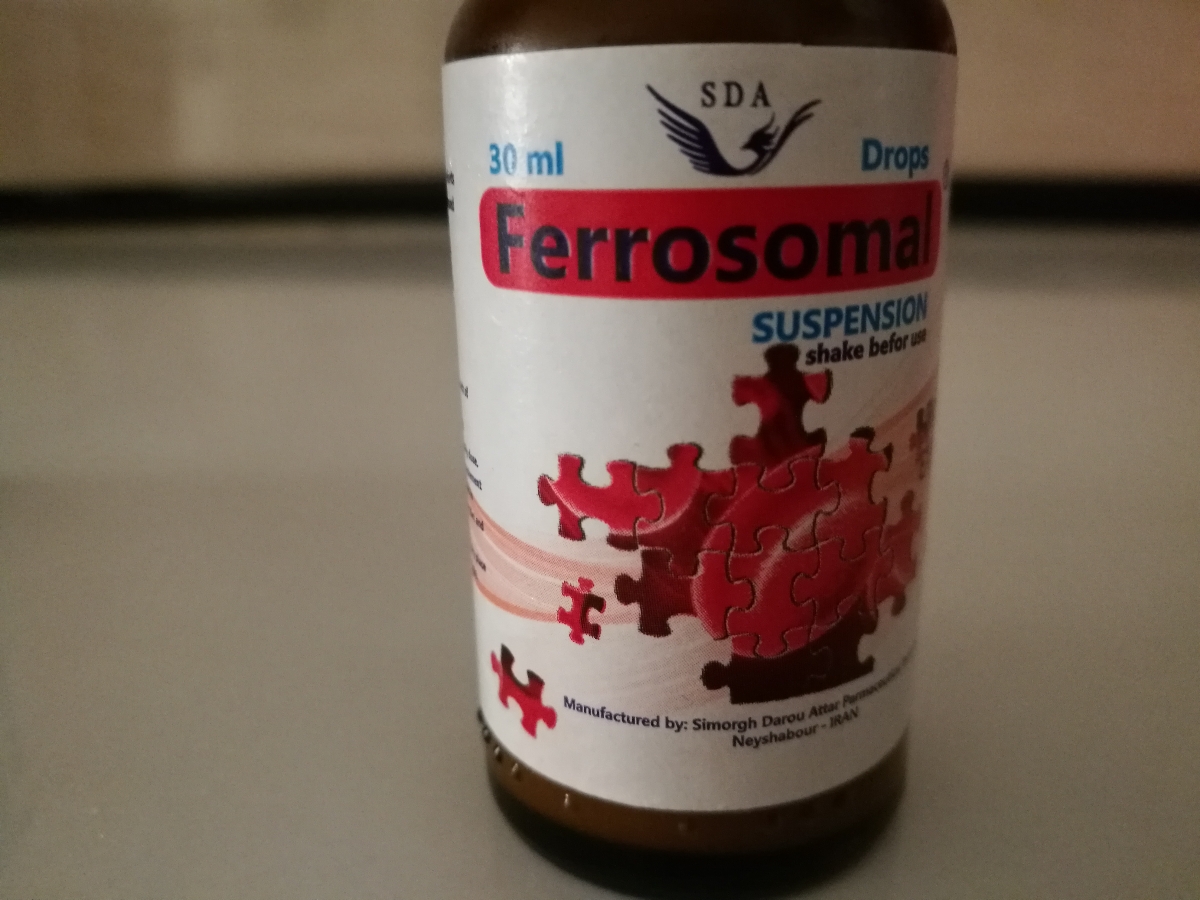 SDA
30 ml
Drops
Ferrosomal
SUSPENSION
shake befor use
Manufactured by: Simorgh Darou Attar
Neyshabour - IRAN